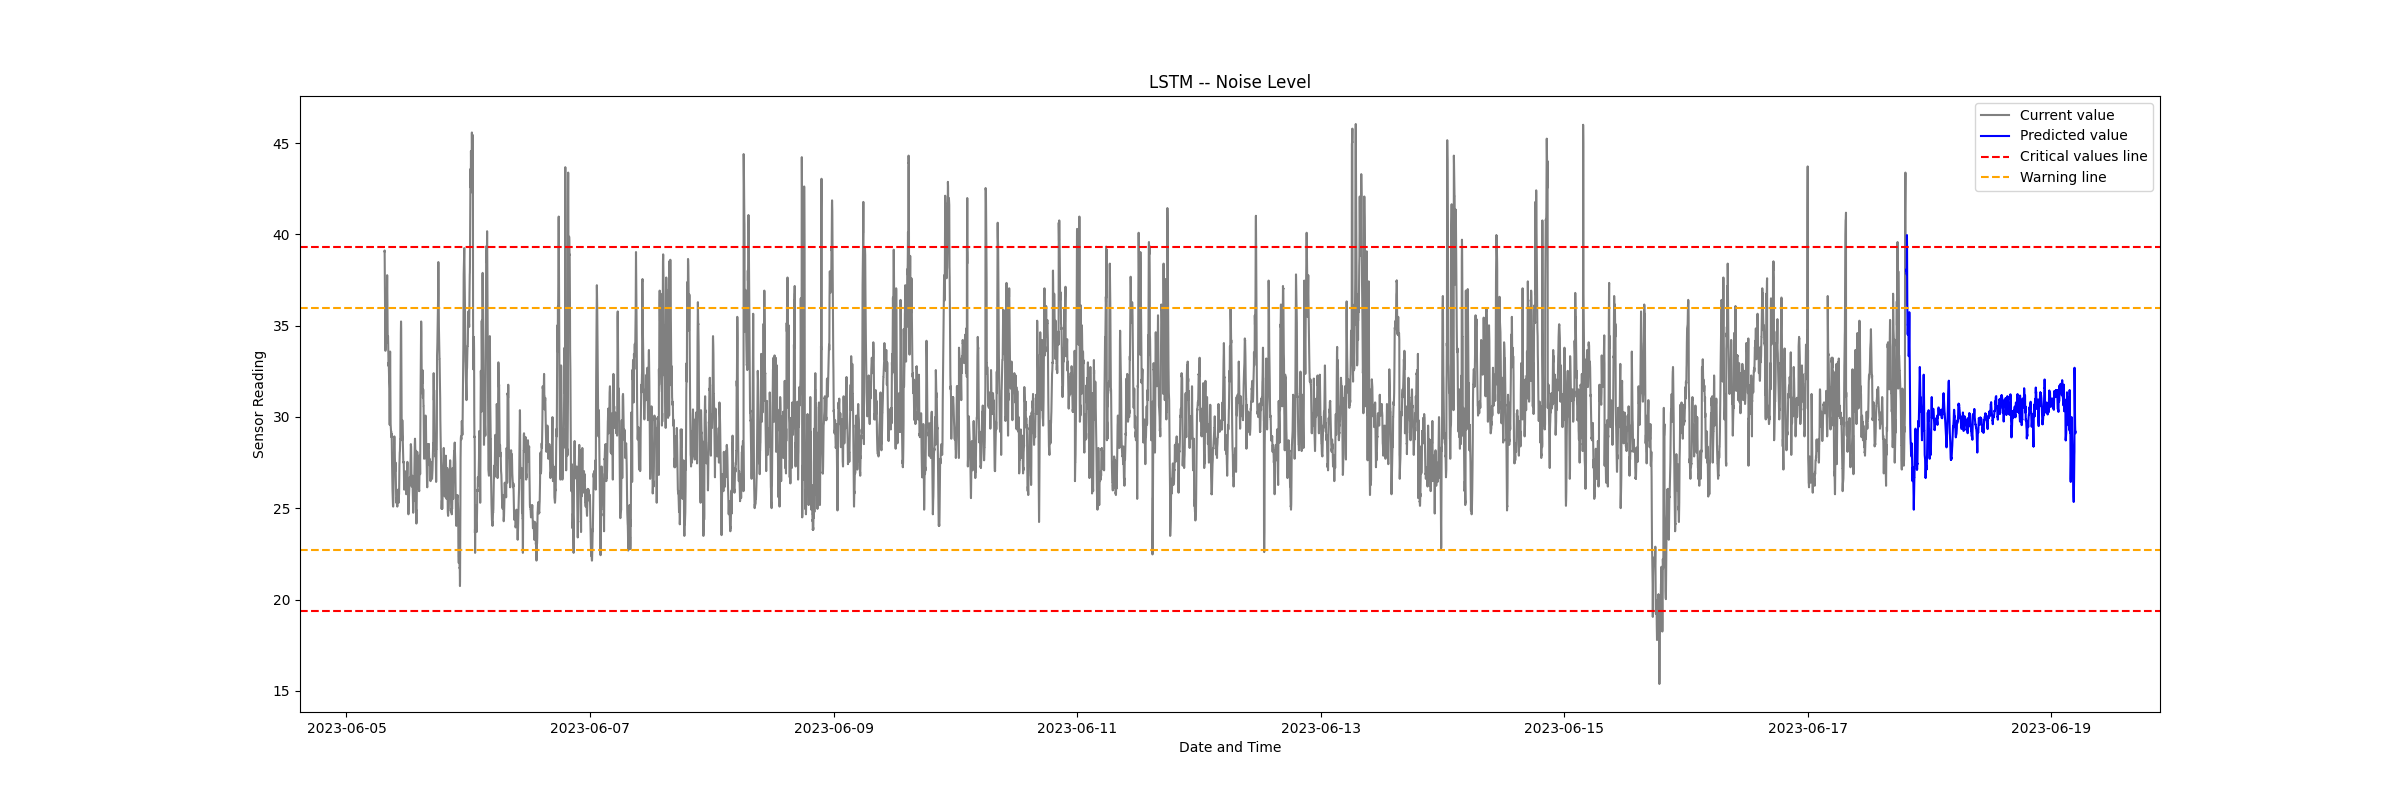 LSTM -- Noise Level
Current value
Predicted value
Critical values line
Warning line
Sensor Reading
45
40
35
30
25
20
15
2023-06-05
2023-06-07
2023-06-09
2023-06-11
2023-06-13
2023-06-15
2023-06-17
2023-06-19
Date and Time